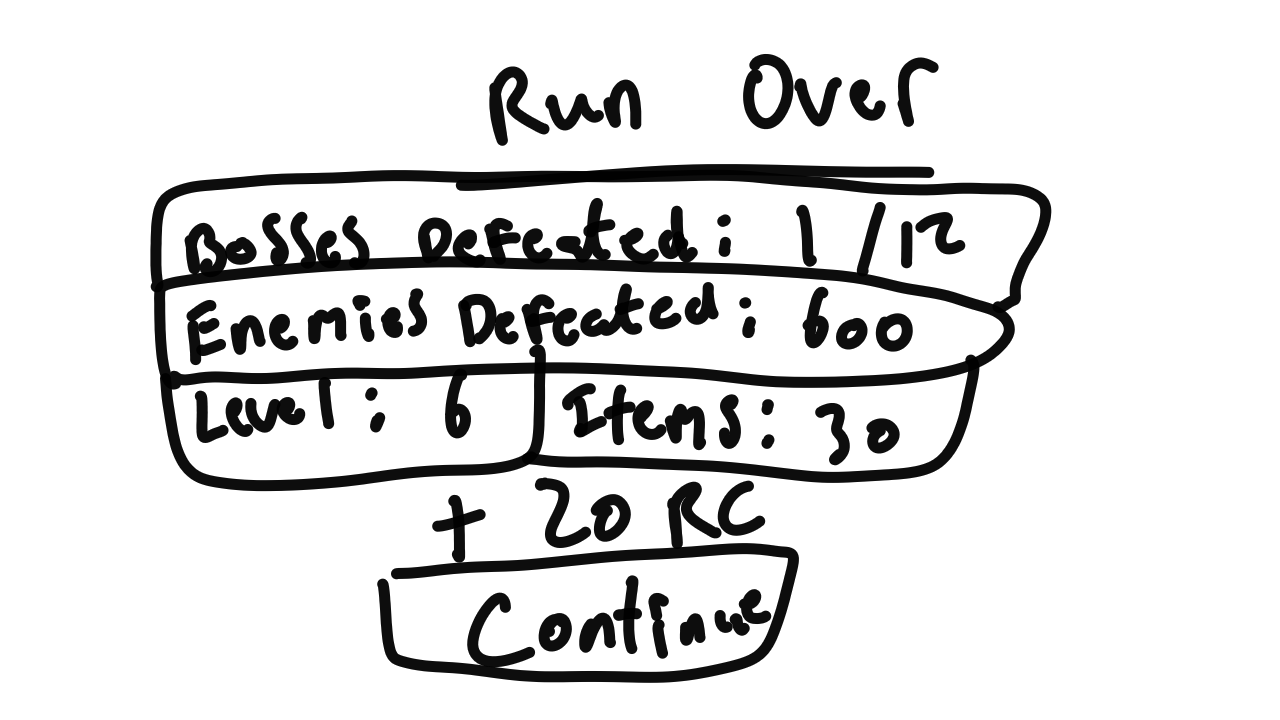 Run Over
Bosses Defeated: 1/12
Enemies Defeated: 600
Level: 6 Items: 30
+ 20 RC
Continue